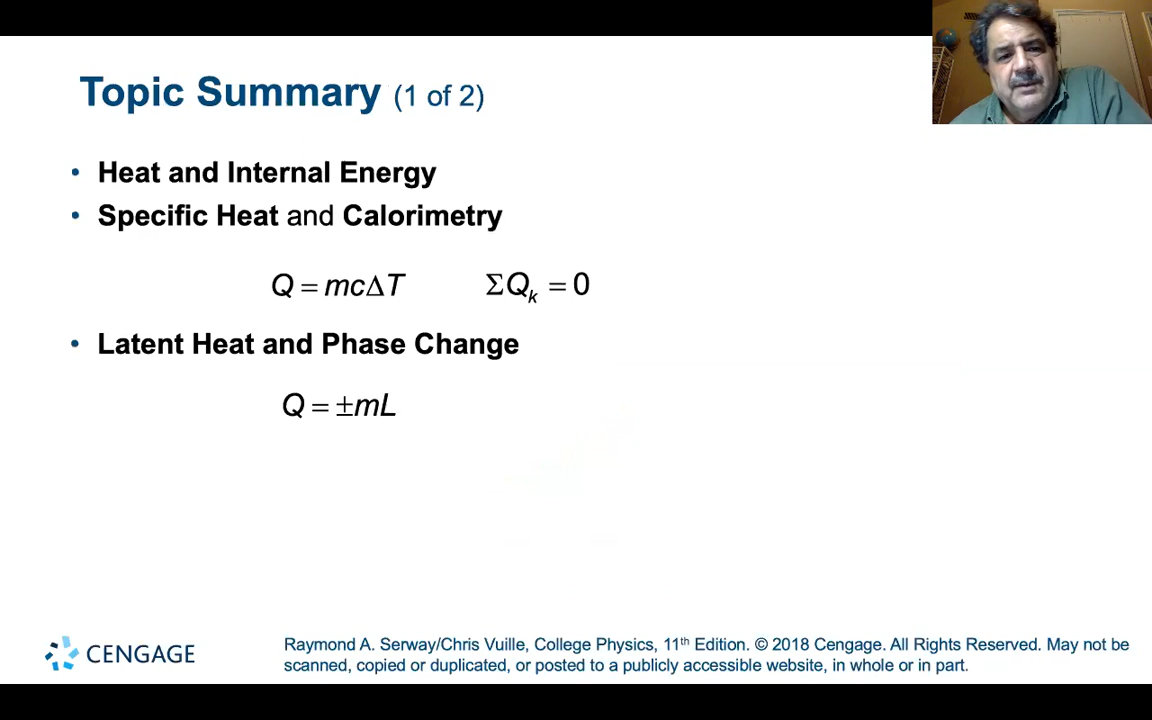 Topic Summary (1 of 2)
• Heat and Internal Energy
• Specific Heat and Calorimetry
Q = mcΔT ΣQₖ = 0
• Latent Heat and Phase Change
Q = ±mL
CENGAGE
Raymond A. Serway/Chris Vuille, College Physics, 11th Edition. © 2018 Cengage. All Rights Reserved. May not be
scanned, copied or duplicated, or posted to a publicly accessible website, in whole or in part.